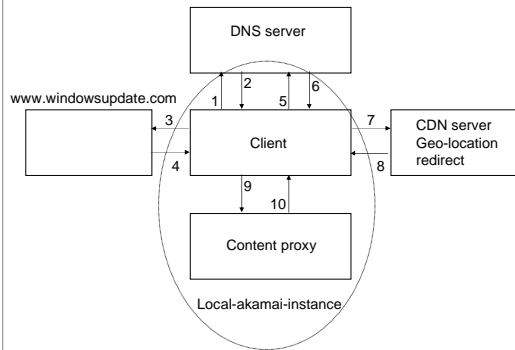 DNS server
1
2
5
6
www.windowsupdate.com
3
4
Client
7
8
CDN server
Geo-location
redirect
9
10
Content proxy
Local-akamai-instance